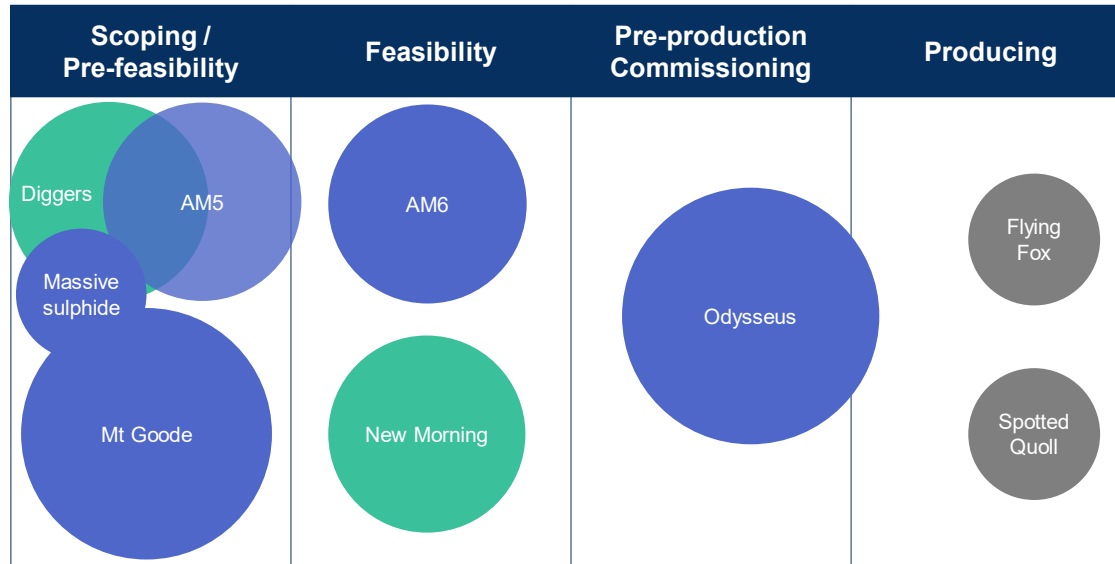 Scoping /
Pre-feasibility
Feasibility
Pre-production
Commissioning
Producing
Diggers
AM5
Massive
sulphide
Mt Goode
AM6
New Morning
Odysseus
Flying
Fox
Spotted
Quoll